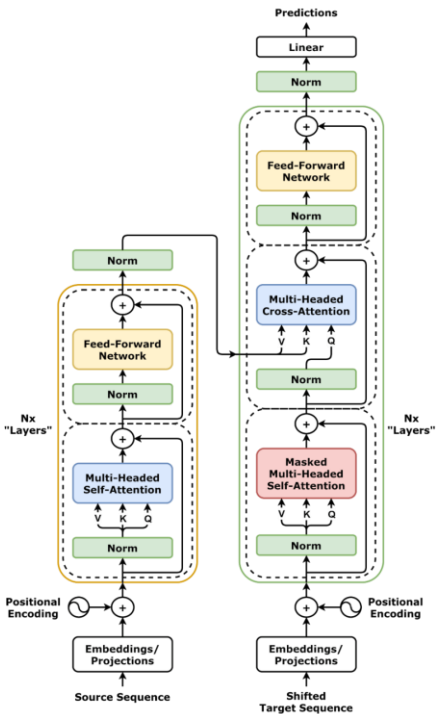 Predictions
Linear
Norm
+
Feed-Forward
Network
Norm
+
Multi-Headed
Cross-Attention
V K Q
Norm
+
Masked
Multi-Headed
Self-Attention
V K Q
Norm
Nx
"Layers"
+
Positional
Encoding
Embeddings/
Projections
Shifted
Target Sequence
Norm
+
Feed-Forward
Network
Norm
+
Multi-Headed
Self-Attention
V K Q
Norm
Nx
"Layers"
Positional
Encoding
+
Embeddings/
Projections
Source Sequence